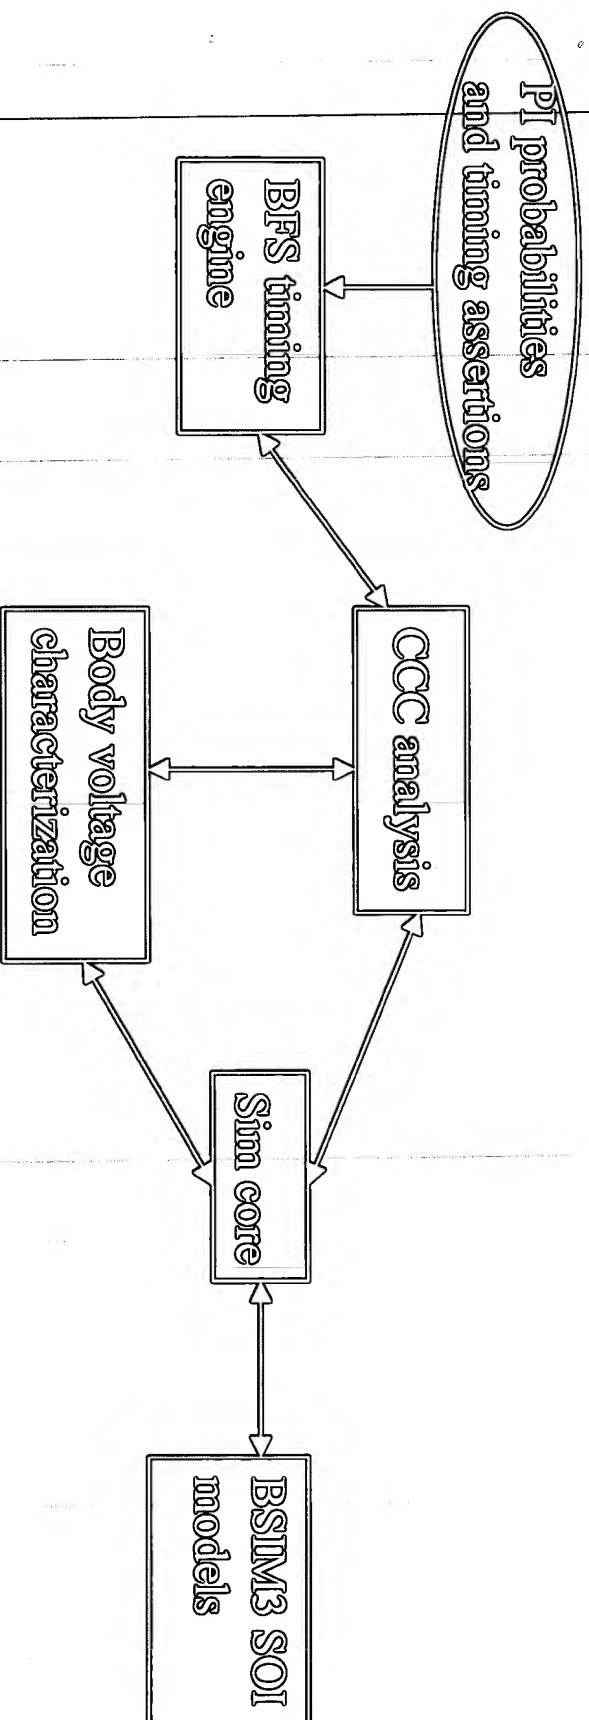 PI probabilities
and timing assertions
BFS timing
engine
CCC analysis
Body voltage
characterization
Sim core
BSIM3 SOI
models